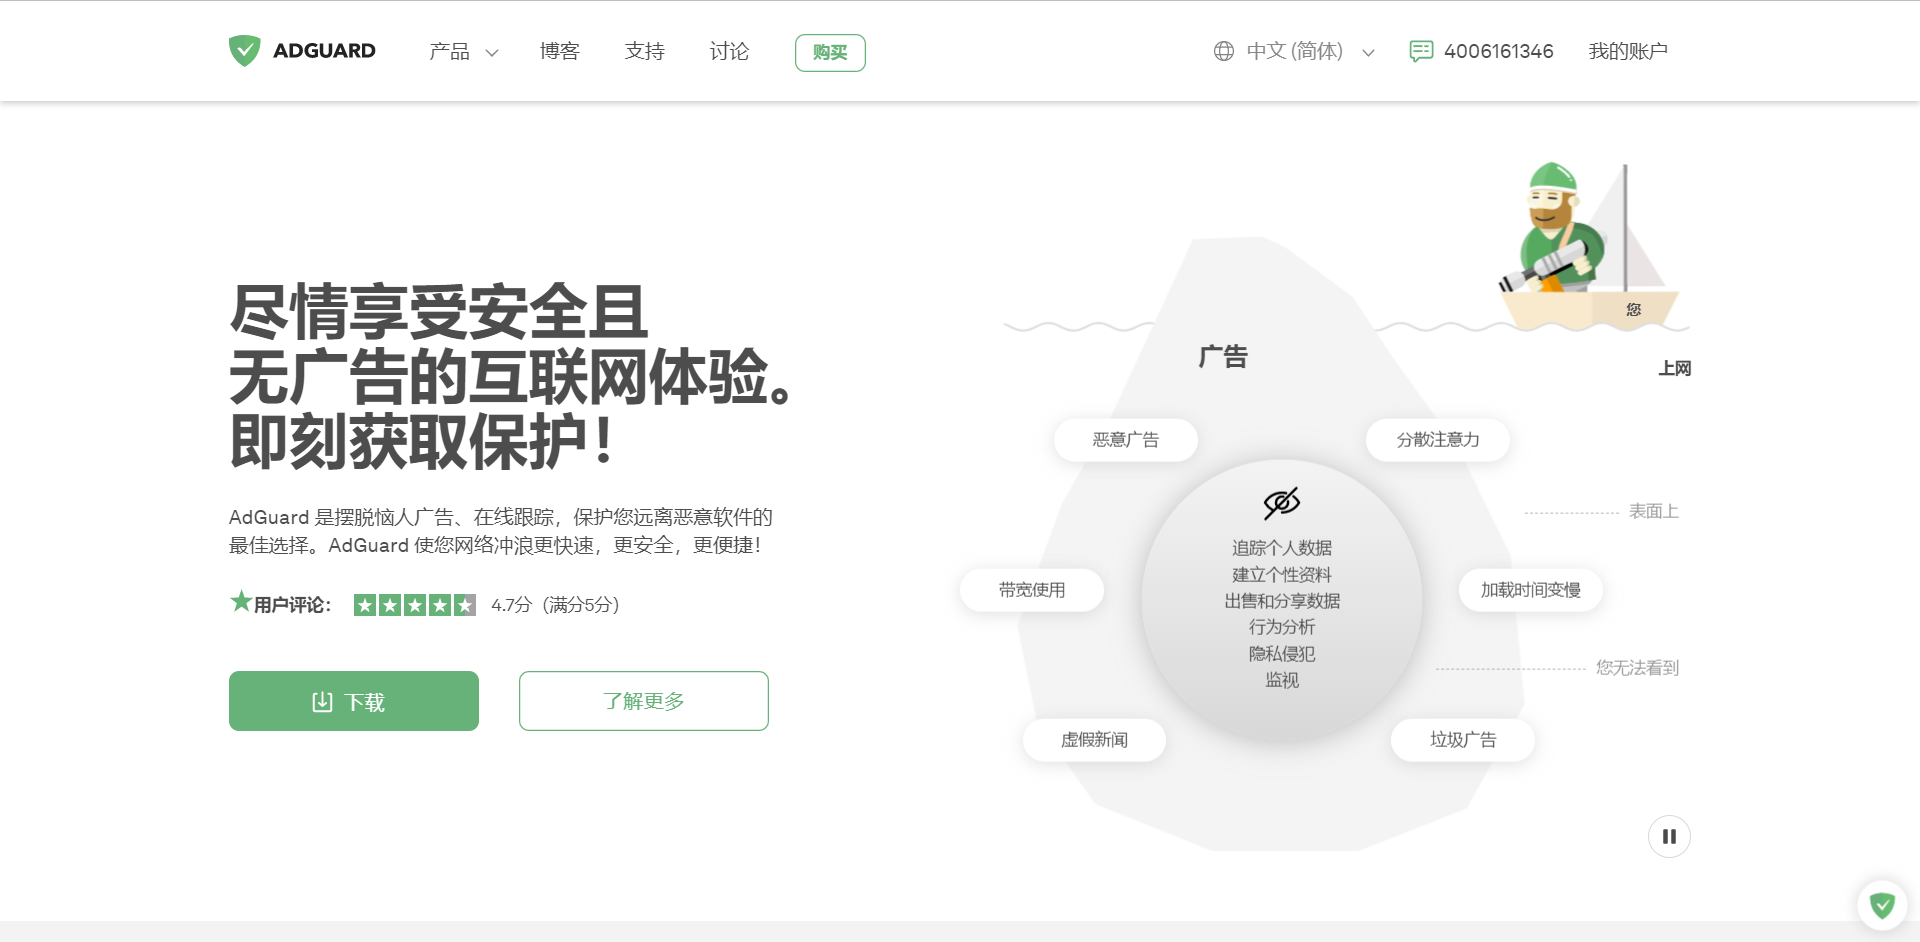 ADGUARD
产品
博客
支持
讨论
购买
中文 (简体)
4006161346
我的账户
尽情享受安全且
无广告的互联网体验。
即刻获取保护！
AdGuard 是摆脱恼人广告、在线跟踪，保护您远离恶意软件的
最佳选择。AdGuard 使您网络冲浪更快速，更安全，更便捷！
用户评论：
4.7分（满分5分）
下载
了解更多
您
上网
广告
恶意广告
分散注意力
表面上
追踪个人数据
建立个性资料
出售和分享数据
行为分析
隐私侵犯
监视
带宽使用
加载时间变慢
您无法看到
虚假新闻
垃圾广告